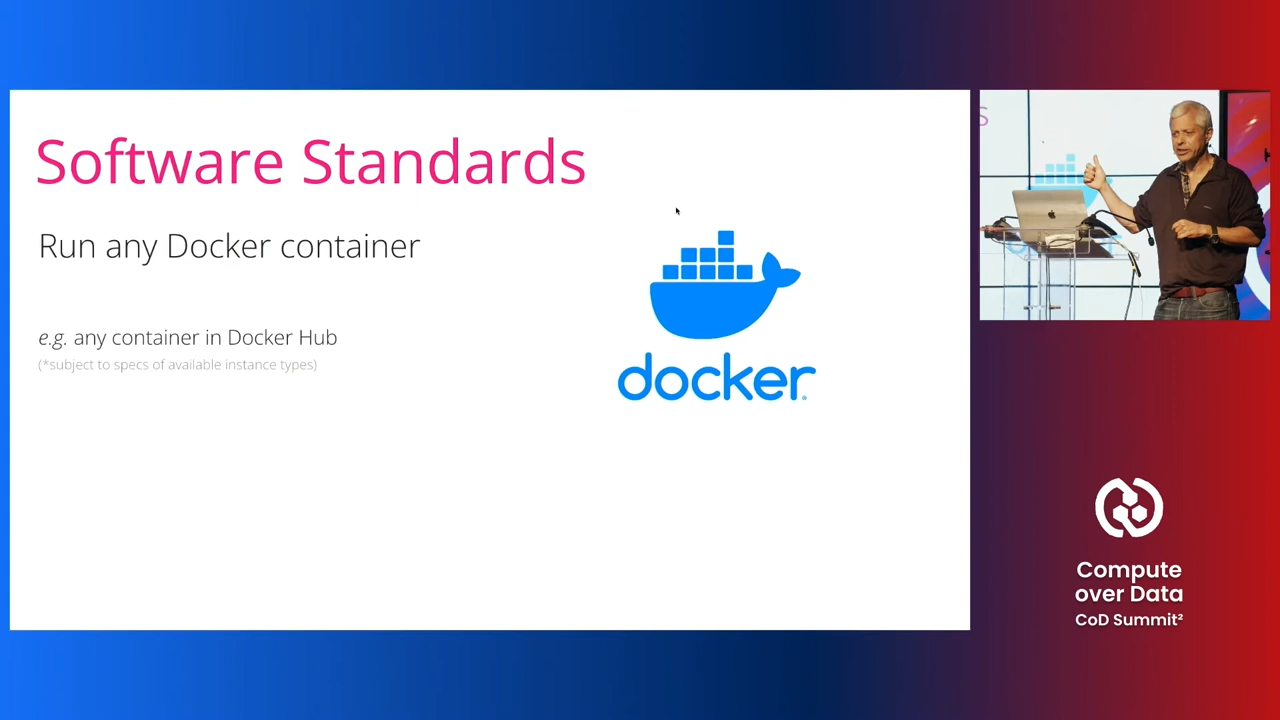 Software Standards
Run any Docker container
e.g. any container in Docker Hub
(*subject to specs of available instance types)
docker
Compute
over Data
CoD Summit²